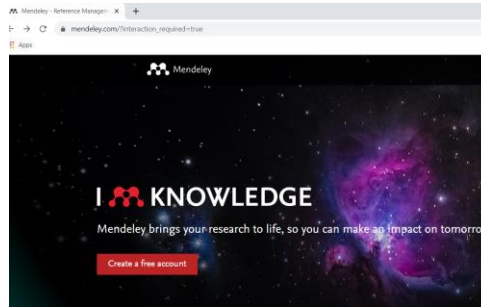 Mendeley - Reference Managem
mendeley.com/?interaction_required=true
Apps
Mendeley
I KNOWLEDGE
Mendeley brings your research to life, so you can make an impact on tomorro
Create a free account